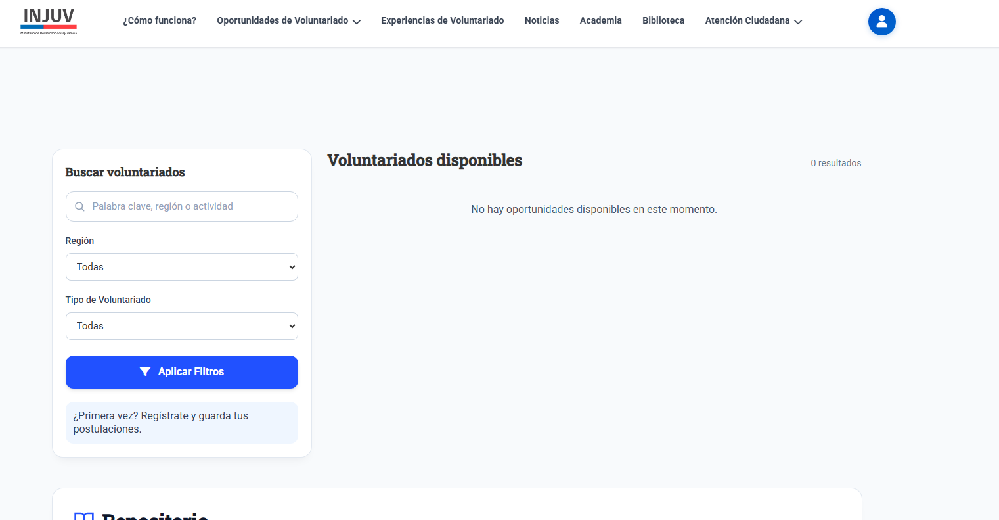 INJUV
Ministerio de Desarrollo Social y Familia
¿Cómo funciona?
Oportunidades de Voluntariado
Experiencias de Voluntariado
Noticias
Academia
Biblioteca
Atención Ciudadana
Buscar voluntariados
Palabra clave, región o actividad
Región
Todas
Tipo de Voluntariado
Todas
Aplicar Filtros
¿Primera vez? Regístrate y guarda tus
postulaciones.
Voluntariados disponibles
0 resultados
No hay oportunidades disponibles en este momento.
Repositorio